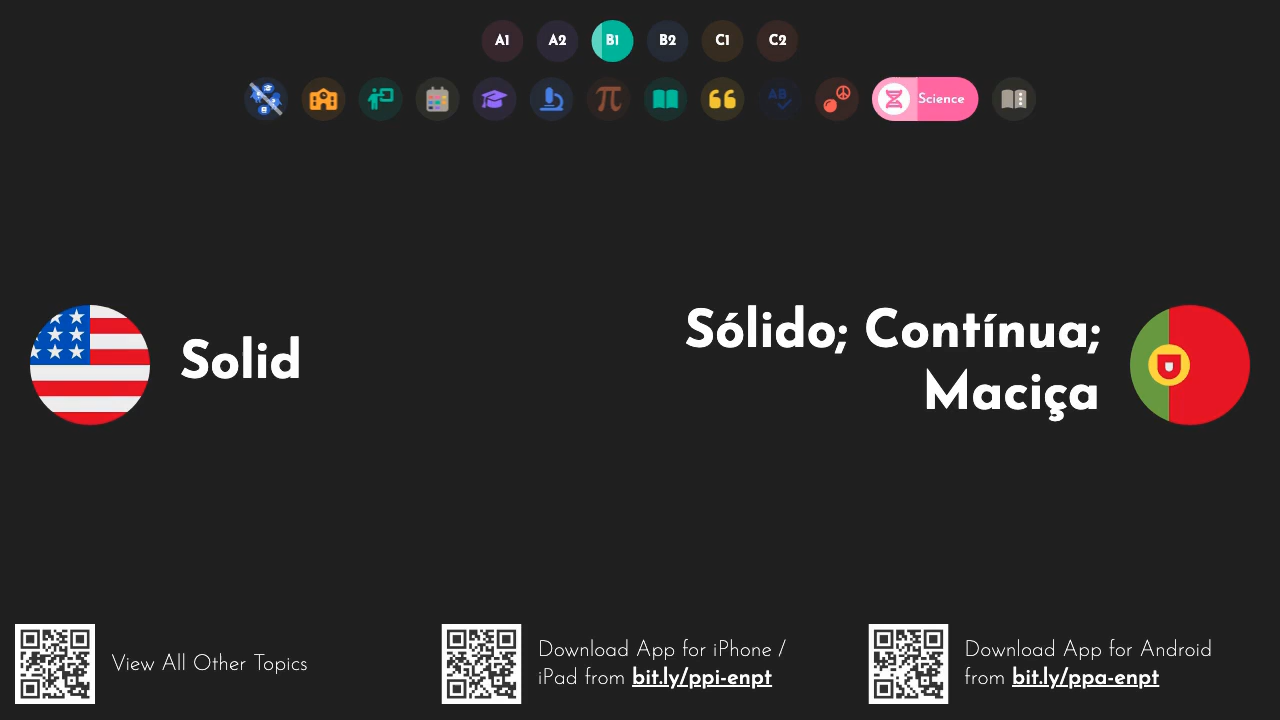 A1 A2 B1 B2 C1 C2
AB
Science
Solid
Sólido; Contínua;
Maciça
View All Other Topics
Download App for iPhone /
iPad from bit.ly/ppi-enpt
Download App for Android
from bit.ly/ppa-enpt